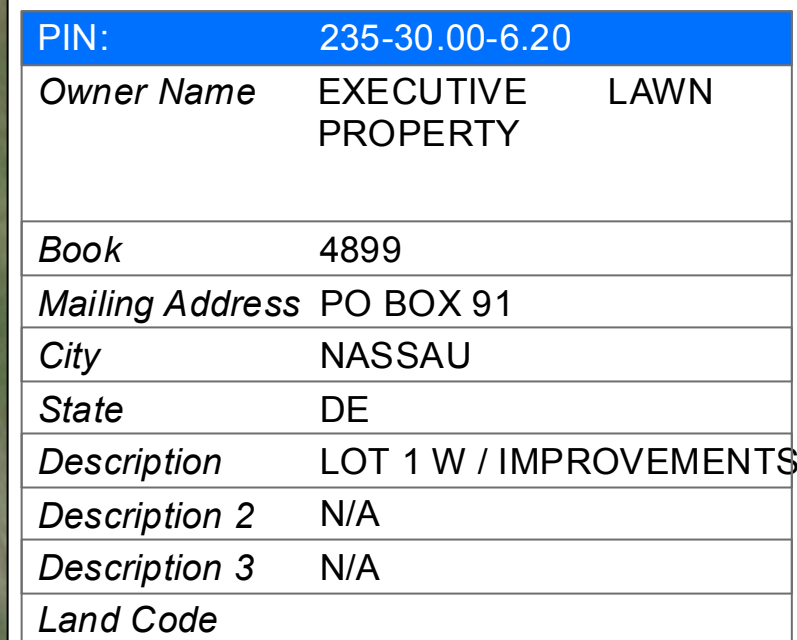 PIN: 235-30.00-6.20
Owner Name EXECUTIVE LAWN
PROPERTY
Book 4899
Mailing Address PO BOX 91
City NASSAU
State DE
Description LOT 1 W / IMPROVEMENTS
Description 2 N/A
Description 3 N/A
Land Code